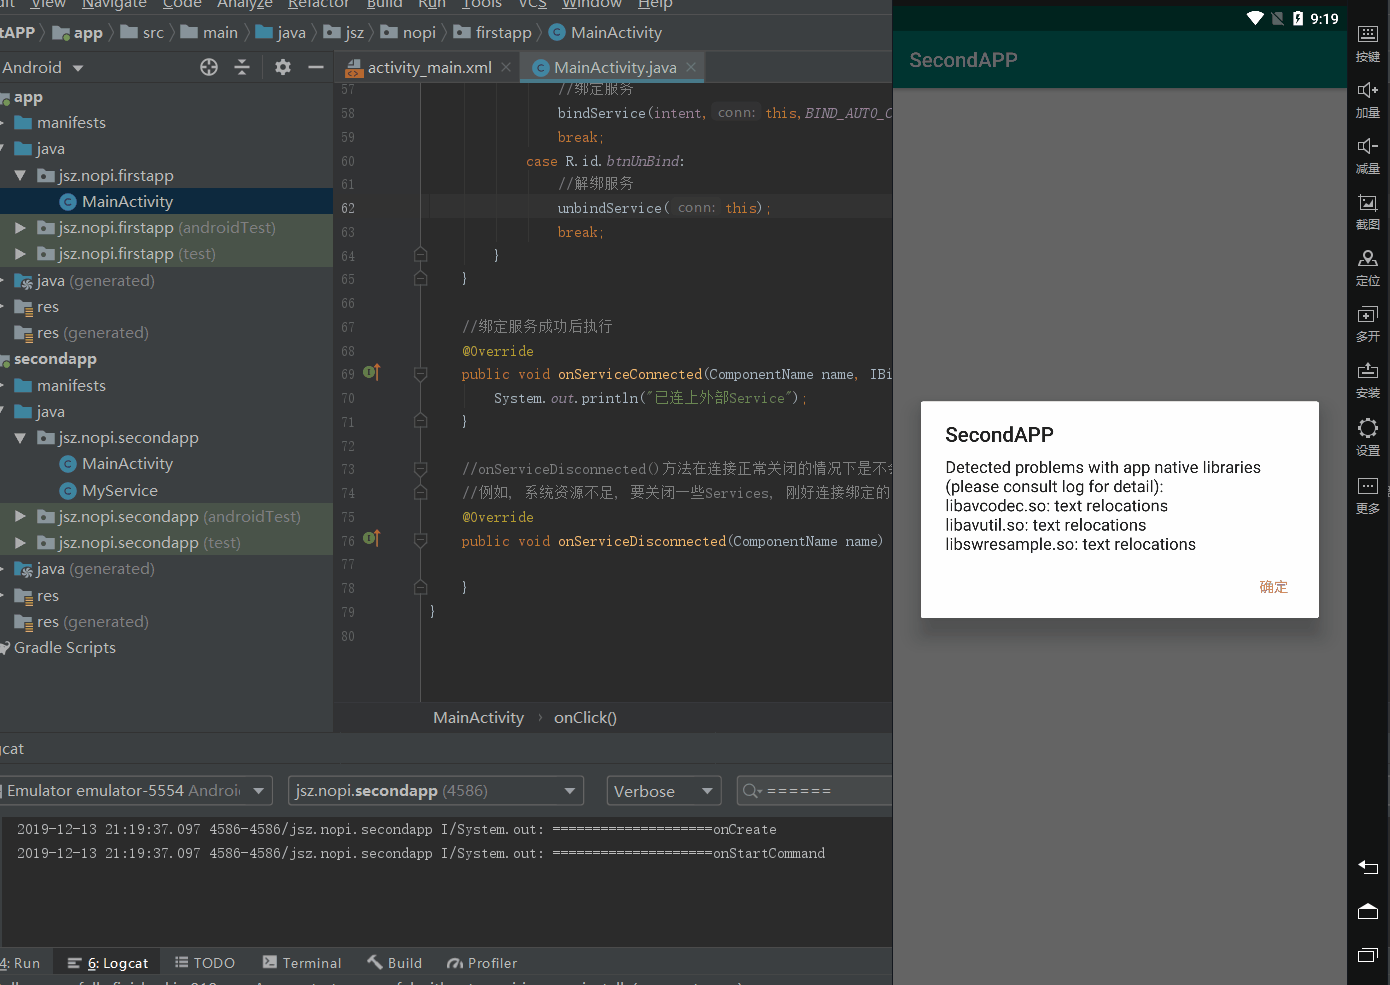 dit View Navigate Code Analyze Refactor Build Run Tools VCS Window Help
tAPP app src main java jsz nopi firstapp MainActivity
Android
app
manifests
java
jsz.nopi.firstapp
MainActivity
jsz.nopi.firstapp (androidTest)
jsz.nopi.firstapp (test)
java (generated)
res
res (generated)
secondapp
manifests
java
jsz.nopi.secondapp
MainActivity
MyService
jsz.nopi.secondapp (androidTest)
jsz.nopi.secondapp (test)
java (generated)
res
res (generated)
Gradle Scripts
activity_main.xml MainActivity.java
57 //绑定服务
58 bindService(intent, conn: this,BIND_AUTO_C
59 break;
60 case R.id.btnUnBind:
61 //解绑服务
62 unbindService( conn: this);
63 break;
64 }
65 }
66
67 //绑定服务成功后执行
68 @Override
69 public void onServiceConnected(ComponentName name, IBi
70 System.out.println("已连上外部Service");
71 }
72
73 //onServiceDisconnected()方法在连接正常关闭的情况下是不会
74 //例如, 系统资源不足, 要关闭一些Services, 刚好连接绑定的
75 @Override
76 public void onServiceDisconnected(ComponentName name)
77
78 }
79 }
80
MainActivity › onClick()
gcat
Emulator emulator-5554 Androi jsz.nopi.secondapp (4586) Verbose ======
2019-12-13 21:19:37.097 4586-4586/jsz.nopi.secondapp I/System.out: ====================onCreate
2019-12-13 21:19:37.097 4586-4586/jsz.nopi.secondapp I/System.out: ====================onStartCommand
4: Run 6: Logcat TODO Terminal Build Profiler
9:19
SecondAPP
SecondAPP
Detected problems with app native libraries
(please consult log for detail):
libavcodec.so: text relocations
libavutil.so: text relocations
libswresample.so: text relocations
确定
按键
加量
减量
截图
定位
多开
安装
设置
更多